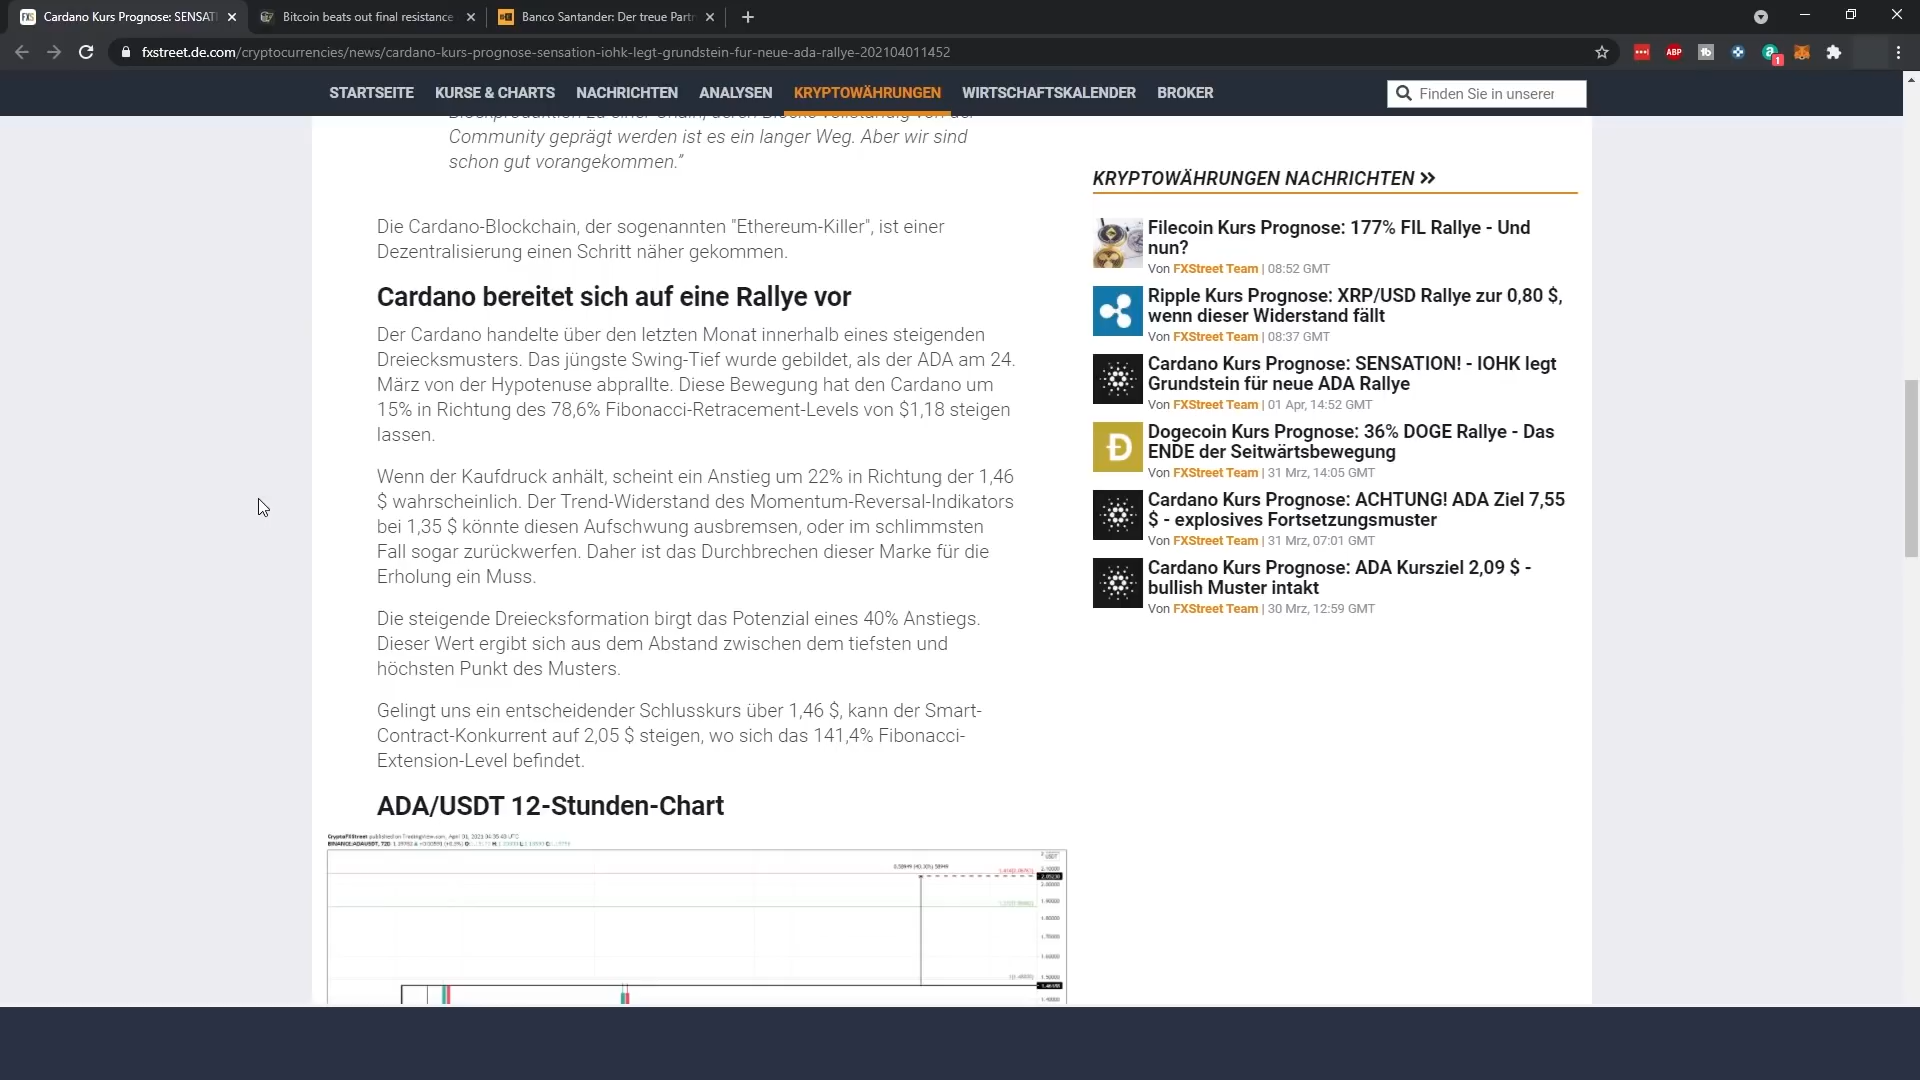 Cardano Kurs Prognose: SENSATI
Bitcoin beats out final resistance
Banco Santander: Der treue Partn
fxstreet.de.com/cryptocurrencies/news/cardano-kurs-prognose-sensation-iohk-legt-grundstein-fur-neue-ada-rallye-202104011452
ABP
1
STARTSEITE
KURSE & CHARTS
NACHRICHTEN
ANALYSEN
KRYPTOWÄHRUNGEN
WIRTSCHAFTSKALENDER
BROKER
Finden Sie in unserer
Blockproduktion zu einer Chain, deren Blöcke vollständig von der
Community geprägt werden ist es ein langer Weg. Aber wir sind
schon gut vorangekommen.”
Die Cardano-Blockchain, der sogenannten "Ethereum-Killer", ist einer
Dezentralisierung einen Schritt näher gekommen.
Cardano bereitet sich auf eine Rallye vor
Der Cardano handelte über den letzten Monat innerhalb eines steigenden
Dreiecksmusters. Das jüngste Swing-Tief wurde gebildet, als der ADA am 24.
März von der Hypotenuse abprallte. Diese Bewegung hat den Cardano um
15% in Richtung des 78,6% Fibonacci-Retracement-Levels von $1,18 steigen
lassen.
Wenn der Kaufdruck anhält, scheint ein Anstieg um 22% in Richtung der 1,46
$ wahrscheinlich. Der Trend-Widerstand des Momentum-Reversal-Indikators
bei 1,35 $ könnte diesen Aufschwung ausbremsen, oder im schlimmsten
Fall sogar zurückwerfen. Daher ist das Durchbrechen dieser Marke für die
Erholung ein Muss.
Die steigende Dreiecksformation birgt das Potenzial eines 40% Anstiegs.
Dieser Wert ergibt sich aus dem Abstand zwischen dem tiefsten und
höchsten Punkt des Musters.
Gelingt uns ein entscheidender Schlusskurs über 1,46 $, kann der Smart-
Contract-Konkurrent auf 2,05 $ steigen, wo sich das 141,4% Fibonacci-
Extension-Level befindet.
ADA/USDT 12-Stunden-Chart
KRYPTOWÄHRUNGEN NACHRICHTEN
Filecoin Kurs Prognose: 177% FIL Rallye - Und
nun?
Von FXStreet Team | 08:52 GMT
Ripple Kurs Prognose: XRP/USD Rallye zur 0,80 $,
wenn dieser Widerstand fällt
Von FXStreet Team | 08:37 GMT
Cardano Kurs Prognose: SENSATION! - IOHK legt
Grundstein für neue ADA Rallye
Von FXStreet Team | 01 Apr, 14:52 GMT
Dogecoin Kurs Prognose: 36% DOGE Rallye - Das
ENDE der Seitwärtsbewegung
Von FXStreet Team | 31 Mrz, 14:05 GMT
Cardano Kurs Prognose: ACHTUNG! ADA Ziel 7,55
$ - explosives Fortsetzungsmuster
Von FXStreet Team | 31 Mrz, 07:01 GMT
Cardano Kurs Prognose: ADA Kursziel 2,09 $ -
bullish Muster intakt
Von FXStreet Team | 30 Mrz, 12:59 GMT